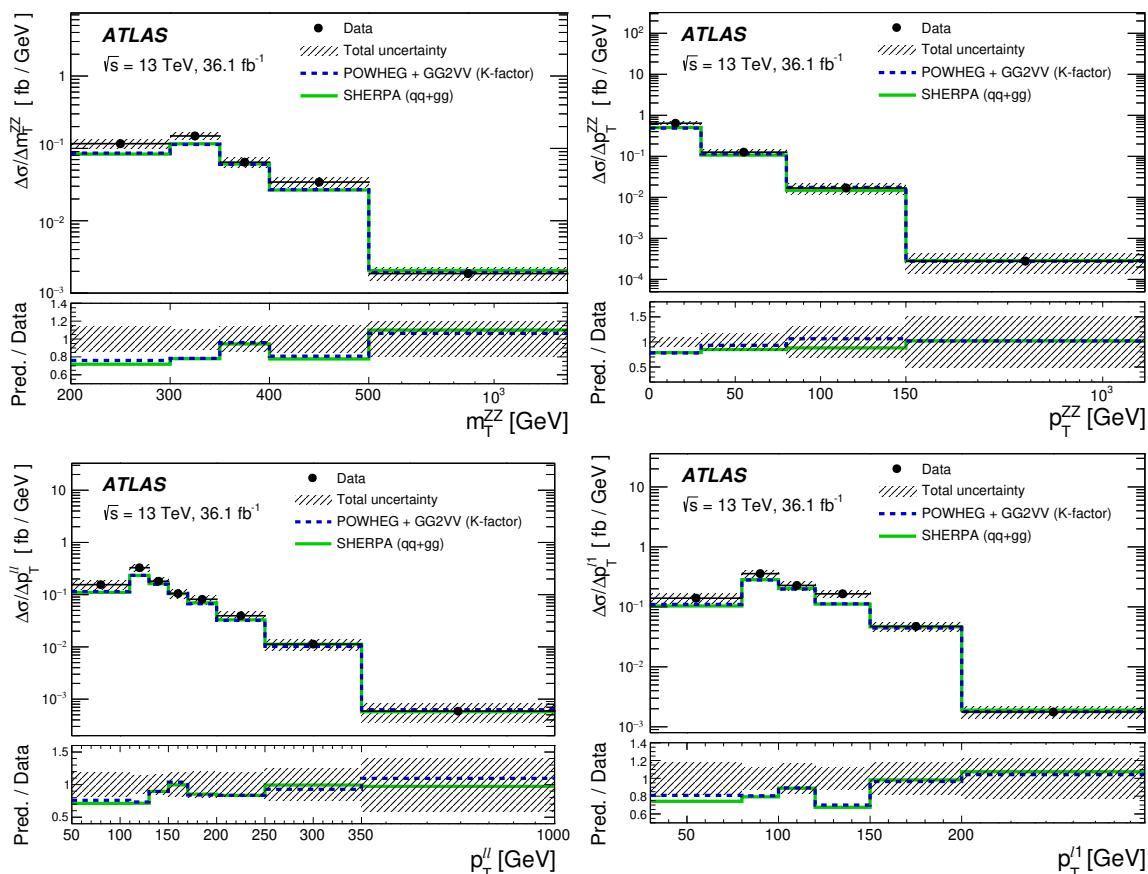 ATLAS
√s = 13 TeV, 36.1 fb⁻¹
Data
Total uncertainty
POWHEG + GG2VV (K-factor)
SHERPA (qq+gg)
Δσ/Δm_T^ZZ [ fb / GeV]
1
10⁻¹
10⁻²
10⁻³
Pred. / Data
1.4
1.2
1
0.8
0.6
200 300 400 500 10³
m_T^ZZ [GeV]
ATLAS
√s = 13 TeV, 36.1 fb⁻¹
Data
Total uncertainty
POWHEG + GG2VV (K-factor)
SHERPA (qq+gg)
Δσ/Δp_T^ZZ [ fb / GeV]
10²
10
1
10⁻¹
10⁻²
10⁻³
10⁻⁴
Pred. / Data
1.5
1
0.5
0 50 100 150 10³
p_T^ZZ [GeV]
ATLAS
√s = 13 TeV, 36.1 fb⁻¹
Data
Total uncertainty
POWHEG + GG2VV (K-factor)
SHERPA (qq+gg)
Δσ/Δp_T^ll [ fb / GeV]
10
1
10⁻¹
10⁻²
10⁻³
Pred. / Data
1.5
1
0.5
50 100 150 200 250 300 350 1000
p_T^ll [GeV]
ATLAS
√s = 13 TeV, 36.1 fb⁻¹
Data
Total uncertainty
POWHEG + GG2VV (K-factor)
SHERPA (qq+gg)
Δσ/Δp_T^l1 [ fb / GeV]
10
1
10⁻¹
10⁻²
10⁻³
Pred. / Data
1.4
1.2
1
0.8
0.6
50 100 150 200
p_T^l1 [GeV]